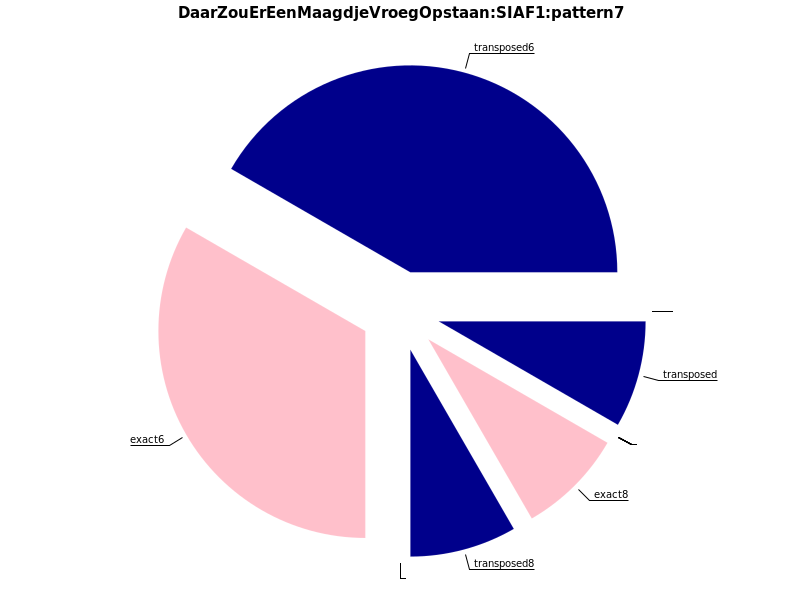 DaarZouErEenMaagdjeVroegOpstaan:SIAF1:pattern7
transposed6
transposed
exact6
exact8
transposed8